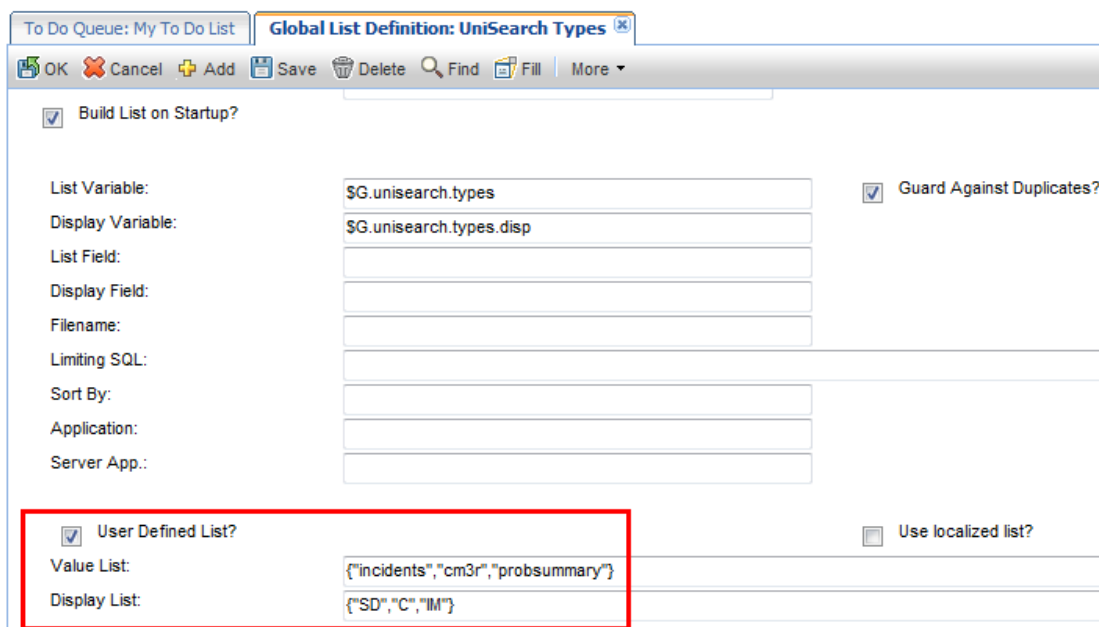 To Do Queue: My To Do List Global List Definition: UniSearch Types
OK Cancel Add Save Delete Find Fill More
Build List on Startup?
List Variable: $G.unisearch.types Guard Against Duplicates?
Display Variable: $G.unisearch.types.disp
List Field:
Display Field:
Filename:
Limiting SQL:
Sort By:
Application:
Server App.:
User Defined List? Use localized list?
Value List: {"incidents","cm3r","probsummary"}
Display List: {"SD","C","IM"}